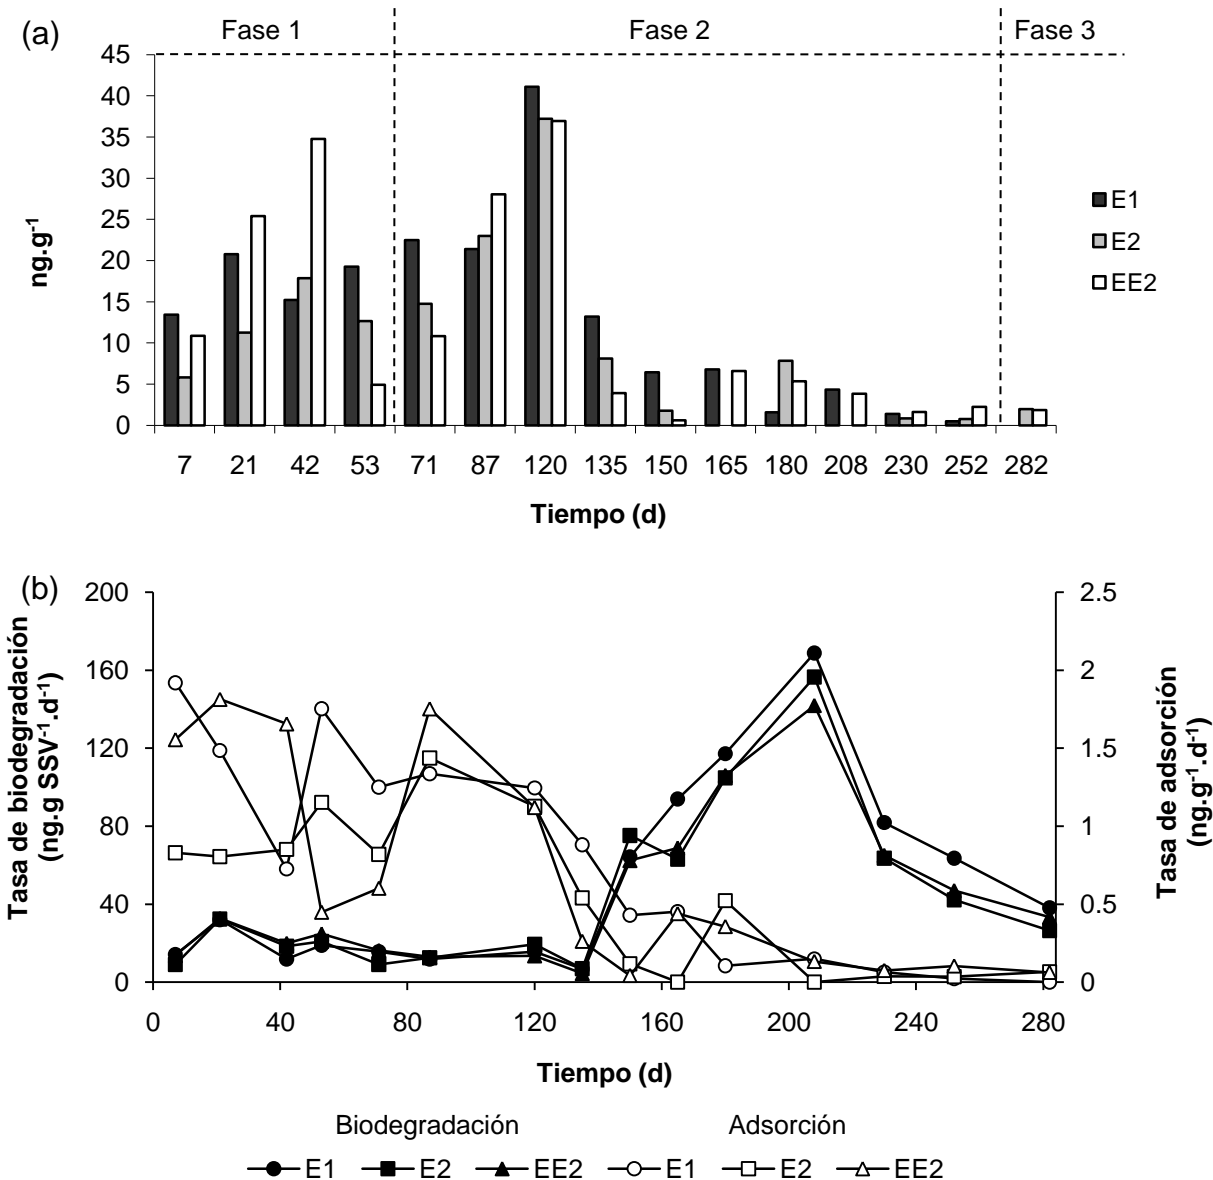 (a)
Fase 1 Fase 2 Fase 3
45
40
35
30
25
20
15
10
5
0
ng.g-1
7 21 42 53 71 87 120 135 150 165 180 208 230 252 282
Tiempo (d)
E1
E2
EE2
(b)
Tasa de biodegradación
(ng.g SSV-1.d-1)
200
160
120
80
40
0
2.5
2
1.5
1
0.5
0
Tasa de adsorción
(ng.g-1.d-1)
0 40 80 120 160 200 240 280
Tiempo (d)
Biodegradación Adsorción
E1 E2 EE2 E1 E2 EE2